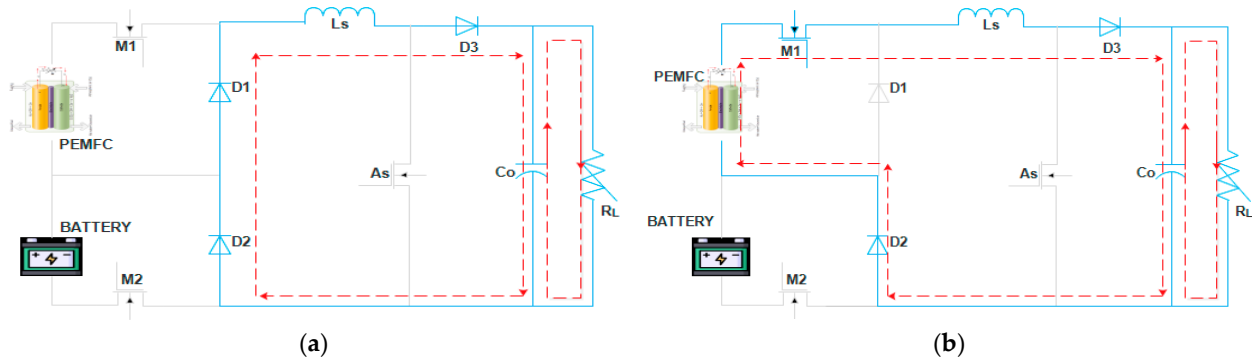 Ls
M1
D3
D1
PEMFC
As
Co
RL
BATTERY
D2
M2
(a)
M1
Ls
D3
PEMFC
D1
As
Co
RL
BATTERY
D2
M2
(b)